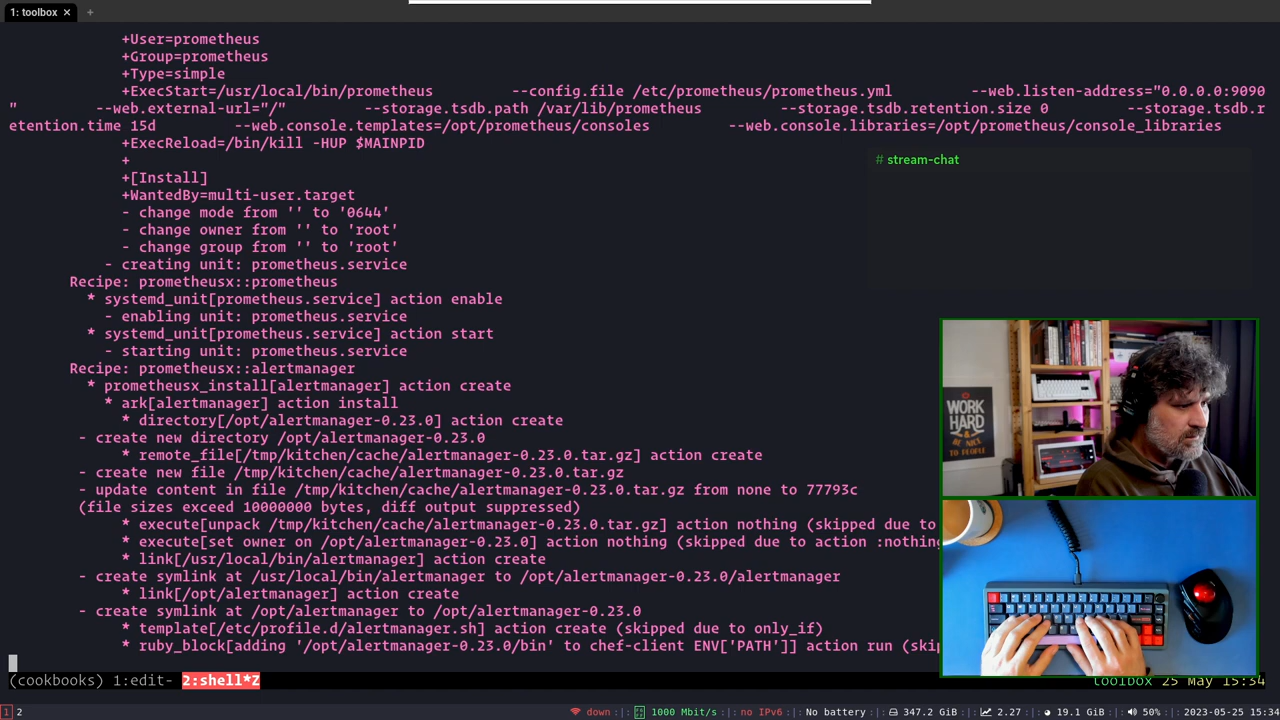 1: toolbox × +
+User=prometheus
+Group=prometheus
+Type=simple
+ExecStart=/usr/local/bin/prometheus --config.file /etc/prometheus/prometheus.yml --web.listen-address="0.0.0.0:9090
" --web.external-url="/" --storage.tsdb.path /var/lib/prometheus --storage.tsdb.retention.size 0 --storage.tsdb.r
etention.time 15d --web.console.templates=/opt/prometheus/consoles --web.console.libraries=/opt/prometheus/console_libraries
+ExecReload=/bin/kill -HUP $MAINPID
+
# stream-chat
+[Install]
+WantedBy=multi-user.target
- change mode from '' to '0644'
- change owner from '' to 'root'
- change group from '' to 'root'
- creating unit: prometheus.service
Recipe: prometheusx::prometheus
* systemd_unit[prometheus.service] action enable
- enabling unit: prometheus.service
* systemd_unit[prometheus.service] action start
- starting unit: prometheus.service
Recipe: prometheusx::alertmanager
* prometheusx_install[alertmanager] action create
* ark[alertmanager] action install
* directory[/opt/alertmanager-0.23.0] action create
- create new directory /opt/alertmanager-0.23.0
* remote_file[/tmp/kitchen/cache/alertmanager-0.23.0.tar.gz] action create
- create new file /tmp/kitchen/cache/alertmanager-0.23.0.tar.gz
- update content in file /tmp/kitchen/cache/alertmanager-0.23.0.tar.gz from none to 77793c
(file sizes exceed 10000000 bytes, diff output suppressed)
* execute[unpack /tmp/kitchen/cache/alertmanager-0.23.0.tar.gz] action nothing (skipped due to
* execute[set owner on /opt/alertmanager-0.23.0] action nothing (skipped due to action :nothing
* link[/usr/local/bin/alertmanager] action create
- create symlink at /usr/local/bin/alertmanager to /opt/alertmanager-0.23.0/alertmanager
* link[/opt/alertmanager] action create
- create symlink at /opt/alertmanager to /opt/alertmanager-0.23.0
* template[/etc/profile.d/alertmanager.sh] action create (skipped due to only_if)
* ruby_block[adding '/opt/alertmanager-0.23.0/bin' to chef-client ENV['PATH']] action run (ski
WORK
HARD
& BE NICE
TO PEOPLE
(cookbooks) 1:edit- 2:shell*Z toolbox 25 May 15:34
1 2 down :|: 1000 Mbit/s :|: no IPv6 :|: No battery :|: 347.2 GiB :|: 2.27 :|: 19.1 GiB :|: 50% :|: 2023-05-25 15:34